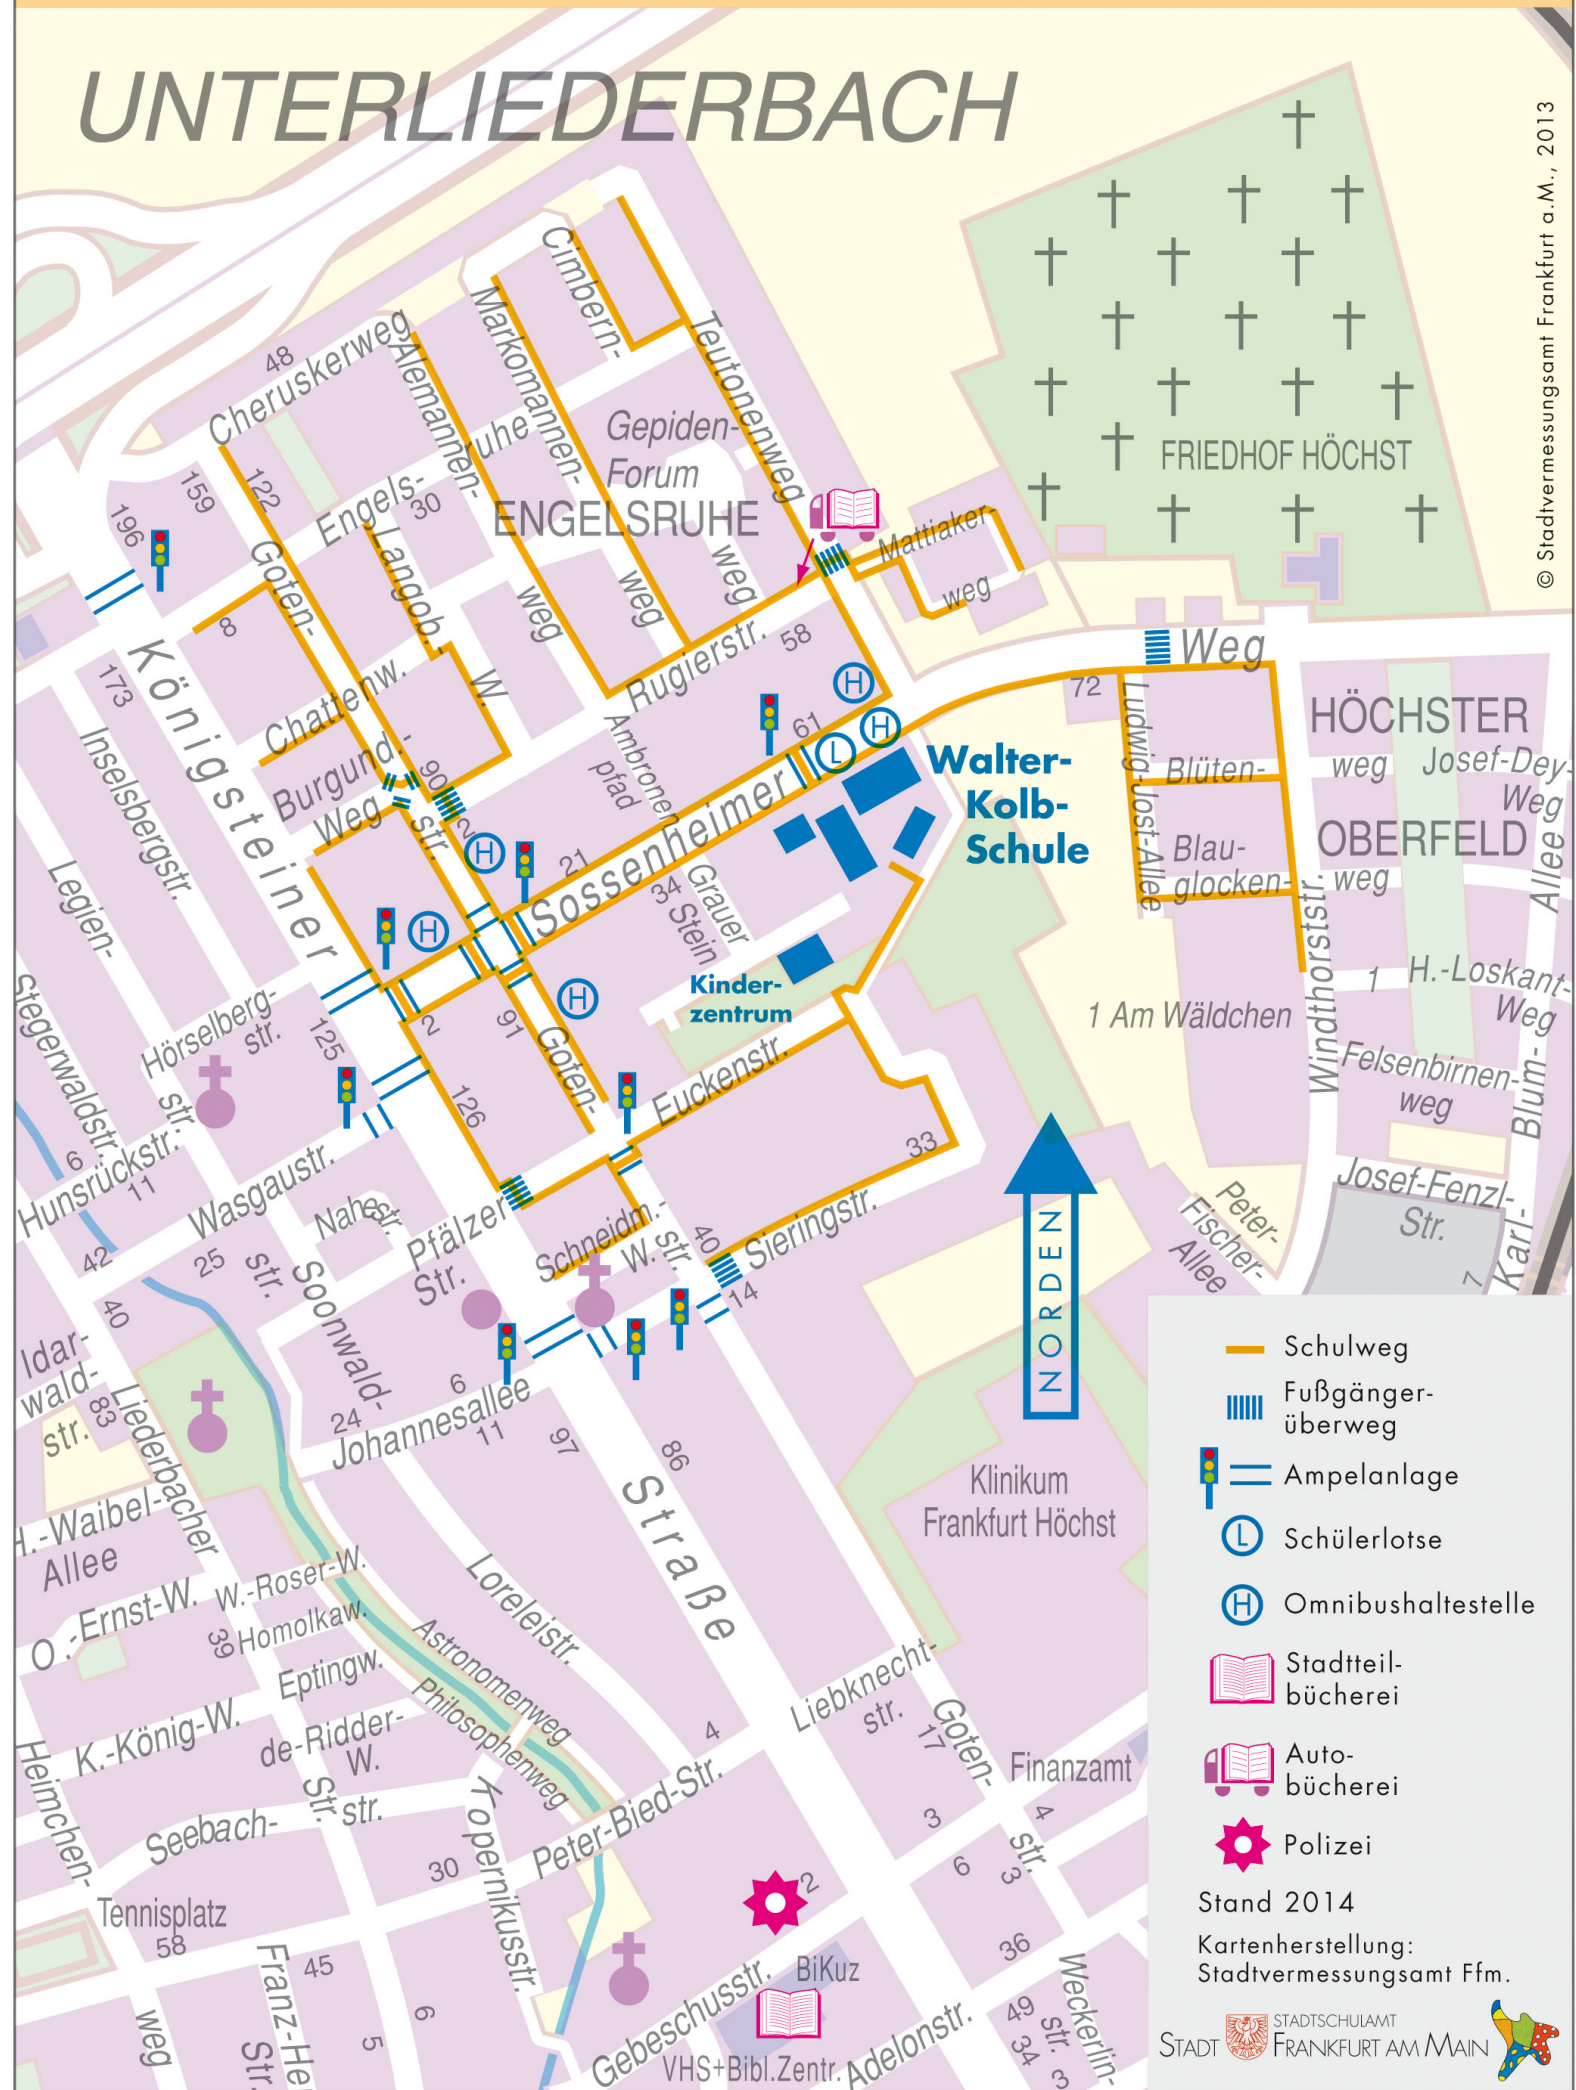 UNTERLIEDERBACH
© Stadtvermessungsamt Frankfurt a.M., 2013
Cimbern-
Markomannen-
Teutonenweg
Alemannen-
Cheruskerweg
48
122
159
196
Engels-
ruhe
30
Gepiden-
Forum
ENGELSRUHE
FRIEDHOF HÖCHST
Mattiaker-
weg
Goten-
Langob.-
W.
weg
weg
weg
8
Rugierstr.
58
Weg
72
Königsteiner
173
Chattenw.
Burgund.-
Weg
90
2
str.
Inselsbergstr.
Ambronen
pfad
61
Sossenheimer
21
34
Grauer
Stein
Walter-
Kolb-
Schule
Ludwig-Jost-Allee
HÖCHSTER
OBERFELD
Blüten-
weg
Josef-Dey-
Weg
Blau-
glocken-
weg
Allee
Legien-
Stegerwaldstr.
Hörselberg-
str.
125
2
91
Goten-
Kinder-
zentrum
1 Am Wäldchen
Windthorststr.
1
H.-Loskant-
Weg
Felsenbirnen-
weg
Blum-
Karl-
str.
6
Hunsrückstr.
11
126
Euckenstr.
33
Wasgaustr.
Nahestr.
42
25
Pfälzer
Str.
Schneidm.-
W.
str.
40
Sieringstr.
14
NORDEN
Peter-
Fischer-
Allee
Josef-Fenzl-
Str.
7
40
Idar-
wald-
str.
83
Liederbacher
str.
Soonwald-
24
6
Johannesallee
11
97
86
Straße
Klinikum
Frankfurt Höchst
H.-Waibel-
Allee
O.-Ernst-W.
W.-Roser-W.
39
Homolkaw.
Eptingw.
Loreleistr.
Astronomenweg
Philosophenweg
K.-König-W.
de-Ridder-
W.
Liebknecht-
str.
17
Goten-
str.
4
Finanzamt
Heimchen-
weg
Seebach-
str.
Str.
Kopernikusstr.
Peter-Bied-Str.
30
3
4
6
3
2
Tennisplatz
58
Franz-He
Str.
45
6
5
BiKuz
Gebeschusstr.
VHS+Bibl.Zentr.
Adelonstr.
36
49
34
3
Weckerlin-
str.
Schulweg
Fußgänger-
überweg
Ampelanlage
L
Schülerlotse
H
Omnibushaltestelle
Stadtteil-
bücherei
Auto-
bücherei
Polizei
Stand 2014
Kartenherstellung:
Stadtvermessungsamt Ffm.
STADTSCHULAMT
STADT FRANKFURT AM MAIN